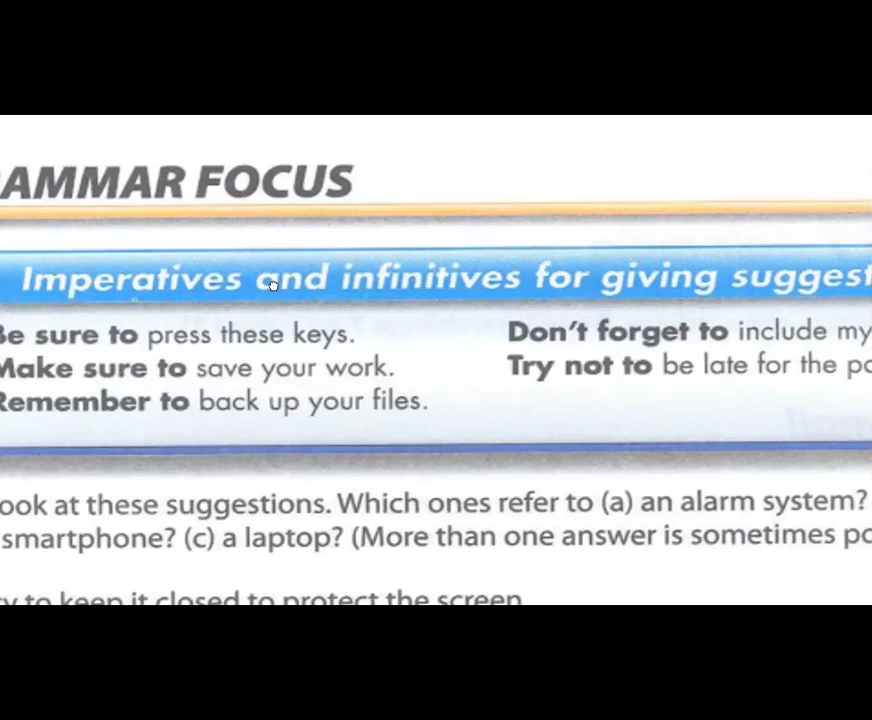 AMMAR FOCUS
Imperatives and infinitives for giving suggest
Be sure to press these keys.
Make sure to save your work.
Remember to back up your files.
Don't forget to include my
Try not to be late for the
ook at these suggestions. Which ones refer to (a) an alarm system?
smartphone? (c) a laptop? (More than one answer is sometimes
to keep it closed to protect the screen